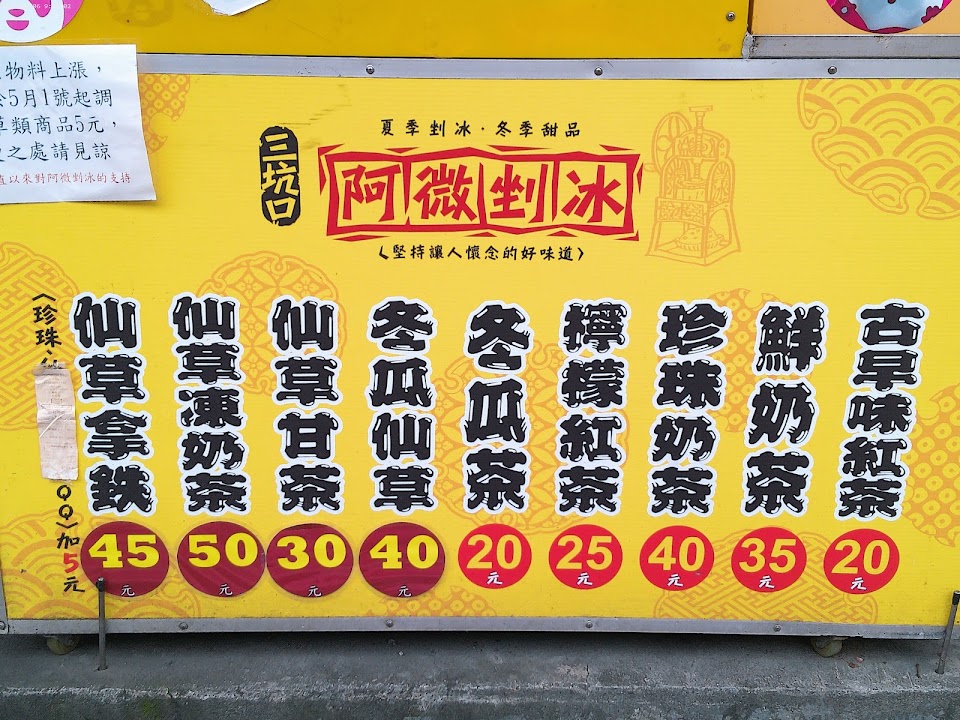 物料上漲，
5月1號起調
類商品5元，
之處請見諒
以來對阿微剉冰的支持
夏季剉冰·冬季甜品
三坑口
阿微剉冰
〈堅持讓人懷念的好味道〉
〈珍珠、
QQ〉加5元
仙草拿鐵
45元
仙草凍奶茶
50元
仙草甘茶
30元
冬瓜仙草
40元
冬瓜茶
20元
檸檬紅茶
25元
珍珠奶茶
40元
鮮奶茶
35元
古早味紅茶
20元